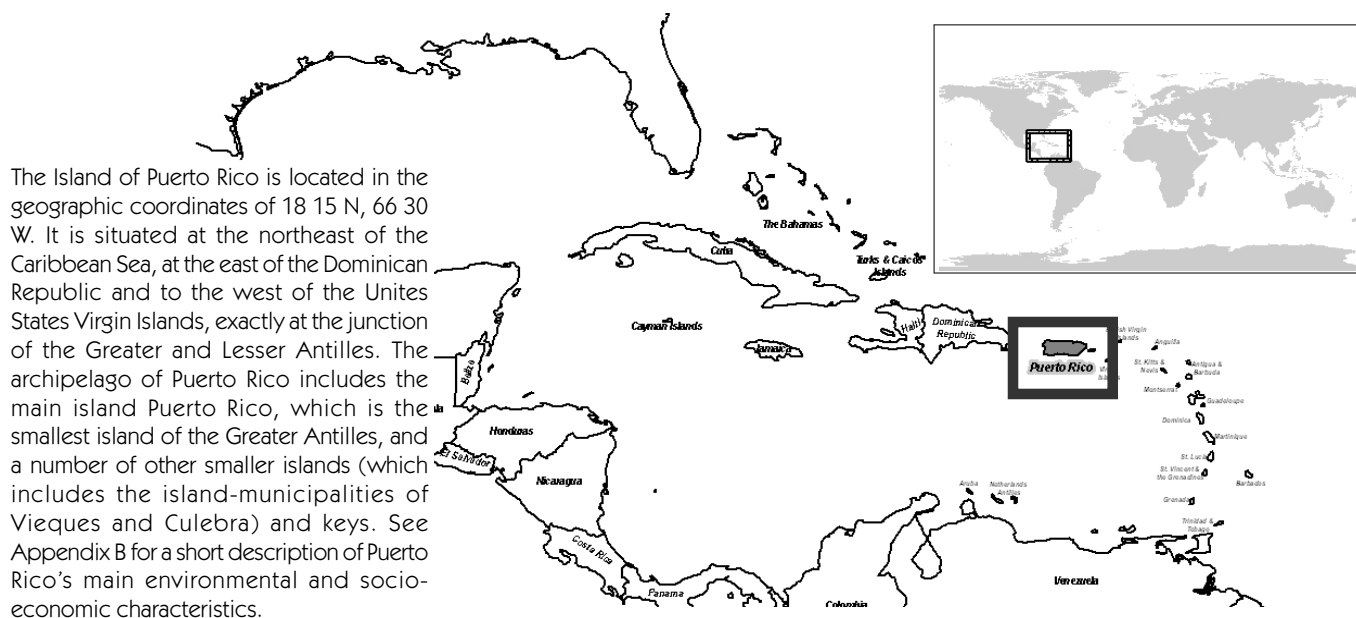 The Island of Puerto Rico is located in the
geographic coordinates of 18 15 N, 66 30
W. It is situated at the northeast of the
Caribbean Sea, at the east of the Dominican
Republic and to the west of the Unites
States Virgin Islands, exactly at the junction
of the Greater and Lesser Antilles. The
archipelago of Puerto Rico includes the
main island Puerto Rico, which is the
smallest island of the Greater Antilles, and
a number of other smaller islands (which
includes the island-municipalities of
Vieques and Culebra) and keys. See
Appendix B for a short description of Puerto
Rico's main environmental and socio-
economic characteristics.
The Bahamas
Cuba
Turks & Caicos
Islands
Cayman Islands
Jamaica
Haiti
Dominican
Republic
Puerto Rico
Anguilla
St. Kitts &
Nevis
Antigua &
Barbuda
Montserrat
Guadeloupe
Dominica
Martinique
St. Lucia
St. Vincent &
the Grenadines
Barbados
Grenada
Trinidad &
Tobago
Aruba
Netherlands
Antilles
Belize
Honduras
El Salvador
Nicaragua
Costa Rica
Panama
Colombia
Venezuela